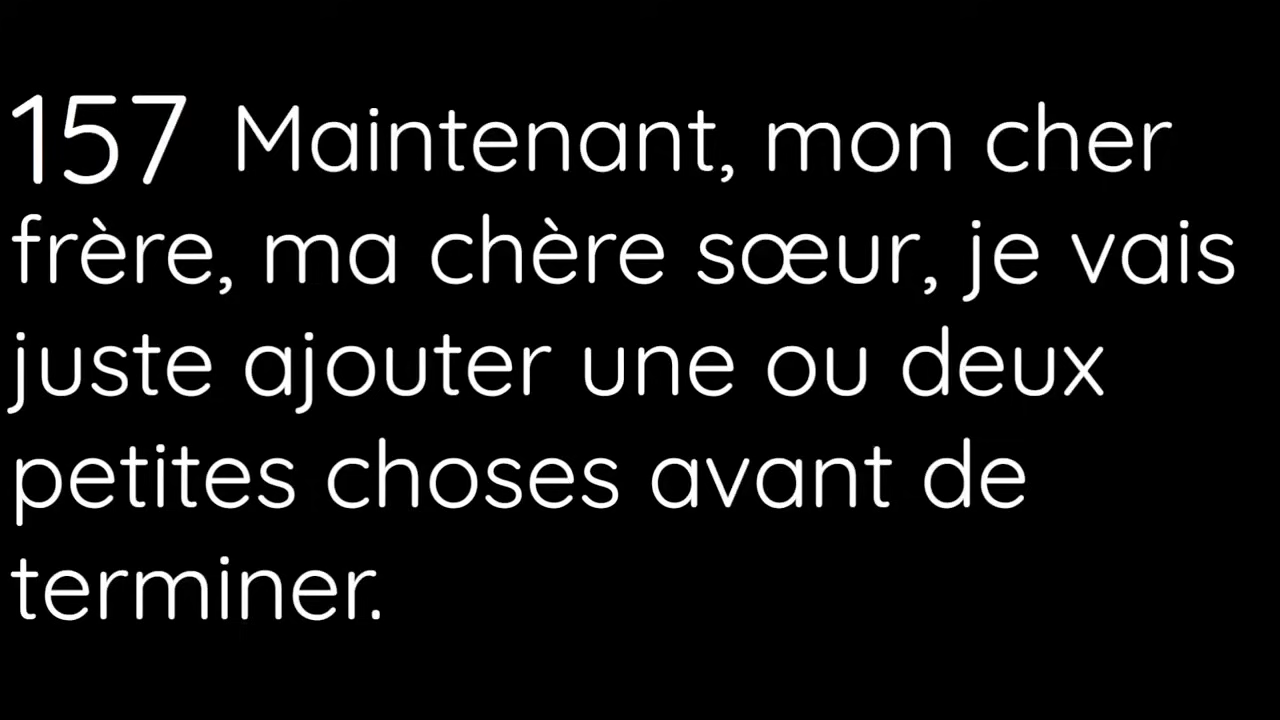 157 Maintenant, mon cher
frère, ma chère sœur, je vais
juste ajouter une ou deux
petites choses avant de
terminer.